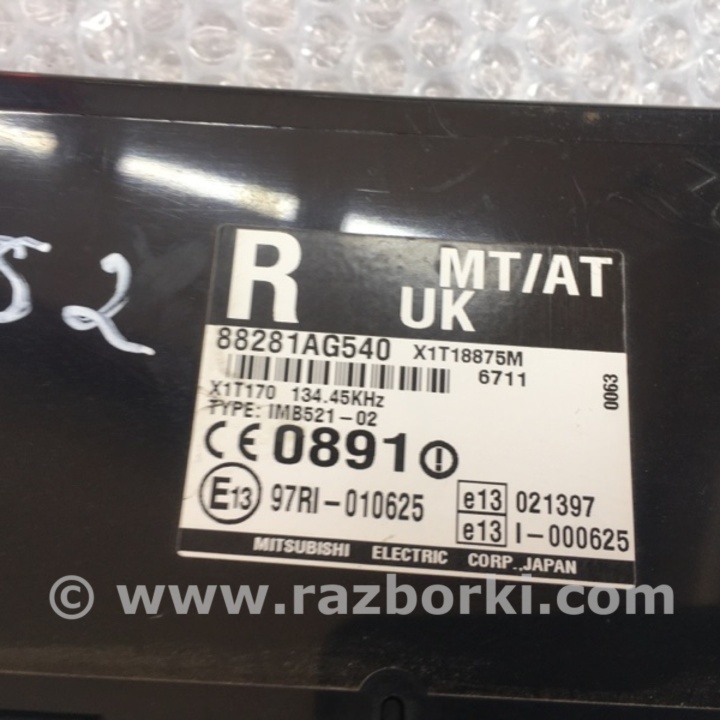 52
R MT/AT
UK
88281AG540 X1T18875M
6711
0063
X1T170 134.45KHz
TYPE: IMB521-02
CE 0891
E13 97RI-010625
e13 021397
e13 I-000625
MITSUBISHI ELECTRIC CORP.,JAPAN
© www.razborki.com